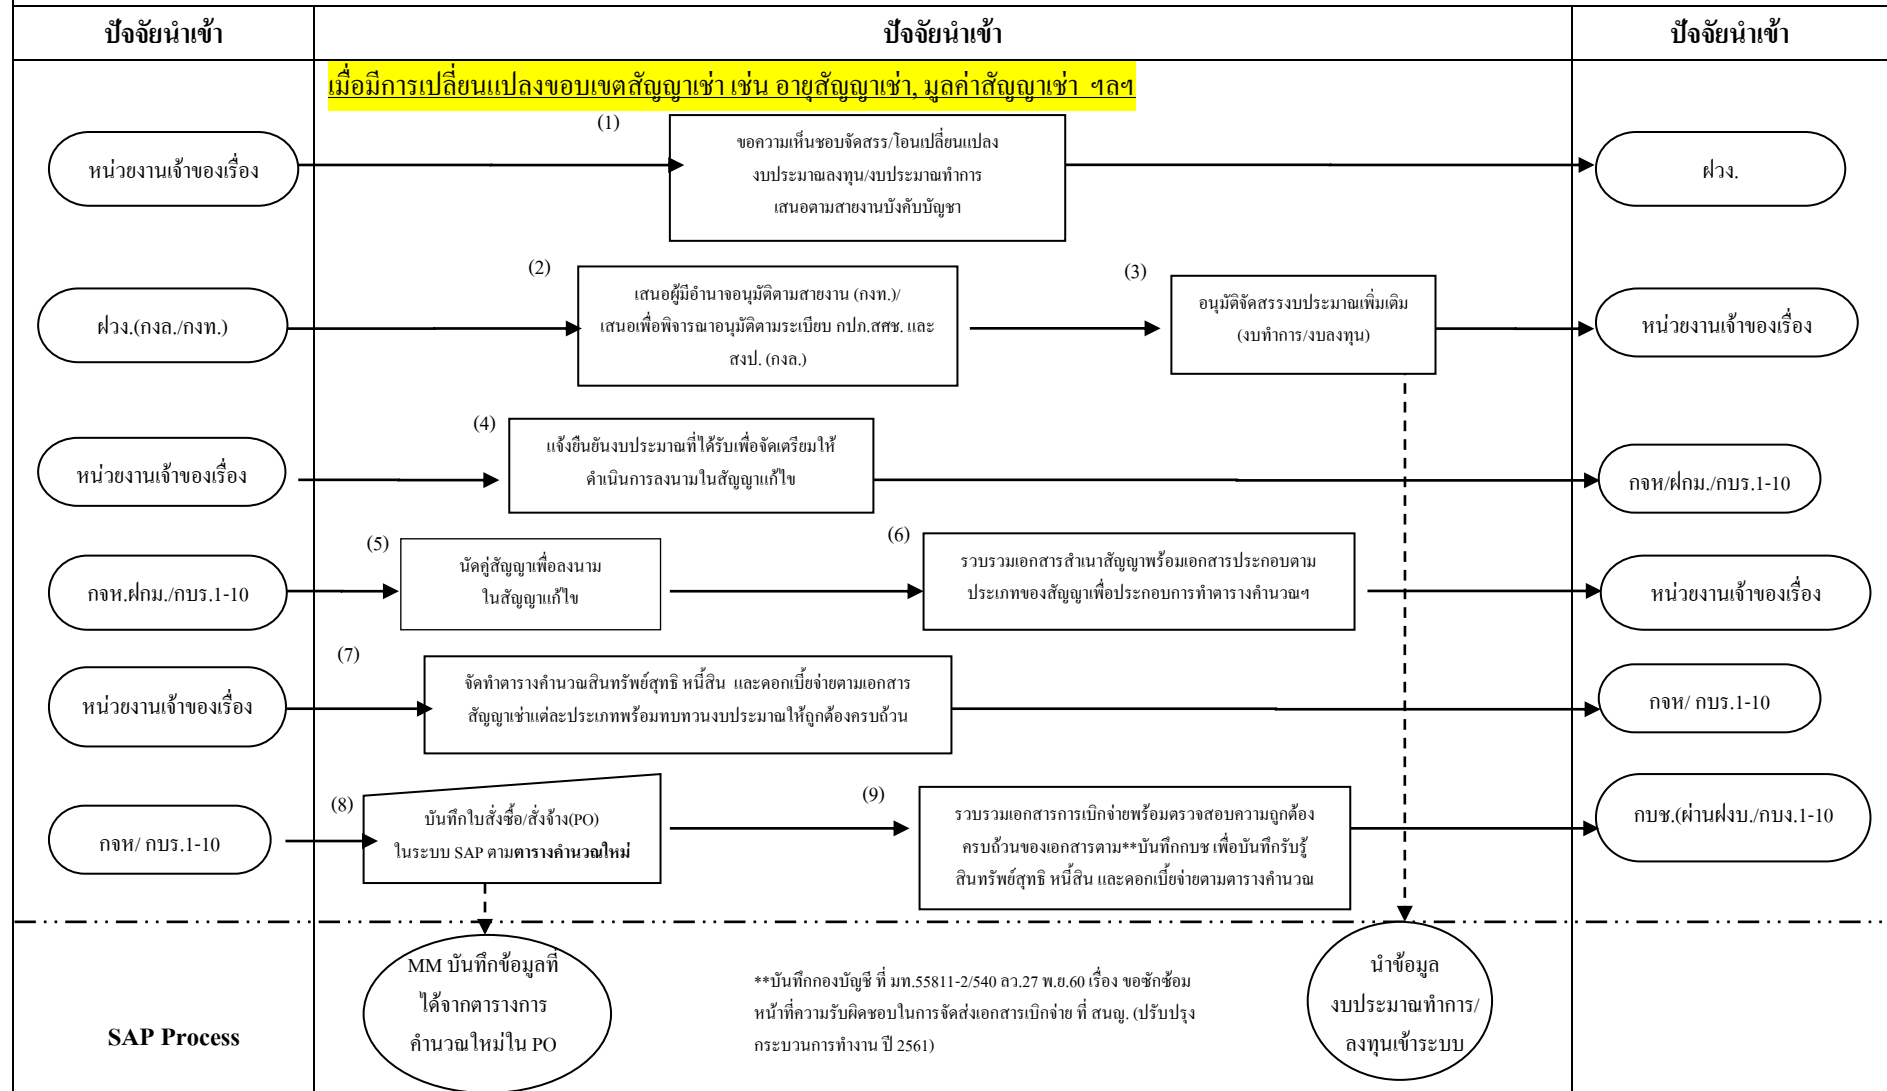 ปัจจัยนำเข้า
ปัจจัยนำเข้า
ปัจจัยนำเข้า
เมื่อมีการเปลี่ยนแปลงขอบเขตสัญญาเช่า เช่น อายุสัญญาเช่า, มูลค่าสัญญาเช่า ฯลฯ
หน่วยงานเจ้าของเรื่อง
(1)
ขอความเห็นชอบจัดสรร/โอนเปลี่ยนแปลง
งบประมาณลงทุน/งบประมาณทำการ
เสนอตามสายงานบังคับบัญชา
ฝวง.
ฝวง.(กงล./กงท.)
(2)
เสนอผู้มีอำนาจอนุมัติตามสายงาน (กงท.)/
เสนอเพื่อพิจารณาอนุมัติตามระเบียบ กปภ.สศช. และ
สงป. (กงล.)
(3)
อนุมัติจัดสรรงบประมาณเพิ่มเติม
(งบทำการ/งบลงทุน)
หน่วยงานเจ้าของเรื่อง
หน่วยงานเจ้าของเรื่อง
(4)
แจ้งยืนยันงบประมาณที่ได้รับเพื่อจัดเตรียมให้
ดำเนินการลงนามในสัญญาแก้ไข
กจห/ฝกม./กบร.1-10
กจห.ฝกม./กบร.1-10
(5)
นัดคู่สัญญาเพื่อลงนาม
ในสัญญาแก้ไข
(6)
รวบรวมเอกสารสำเนาสัญญาพร้อมเอกสารประกอบตาม
ประเภทของสัญญาเพื่อประกอบการทำตารางคำนวณฯ
หน่วยงานเจ้าของเรื่อง
หน่วยงานเจ้าของเรื่อง
(7)
จัดทำตารางคำนวณสินทรัพย์สุทธิ หนี้สิน และดอกเบี้ยจ่ายตามเอกสาร
สัญญาเช่าแต่ละประเภทพร้อมทบทวนงบประมาณให้ถูกต้องครบถ้วน
กจห/ กบร.1-10
กจห/ กบร.1-10
(8)
บันทึกใบสั่งซื้อ/สั่งจ้าง(PO)
ในระบบ SAP ตามตารางคำนวณใหม่
(9)
รวบรวมเอกสารการเบิกจ่ายพร้อมตรวจสอบความถูกต้อง
ครบถ้วนของเอกสารตาม**บันทึกกบช เพื่อบันทึกรับรู้
สินทรัพย์สุทธิ หนี้สิน และดอกเบี้ยจ่ายตามตารางคำนวณ
กบช.(ผ่านฝงบ./กบง.1-10
SAP Process
MM บันทึกข้อมูลที่
ได้จากตารางการ
คำนวณใหม่ใน PO
**บันทึกกองบัญชี ที่ มท.55811-2/540 ลว.27 พ.ย.60 เรื่อง ขอซักซ้อม
หน้าที่ความรับผิดชอบในการจัดส่งเอกสารเบิกจ่าย ที่ สนญ. (ปรับปรุง
กระบวนการทำงาน ปี 2561)
นำข้อมูล
งบประมาณทำการ/
ลงทุนเข้าระบบ